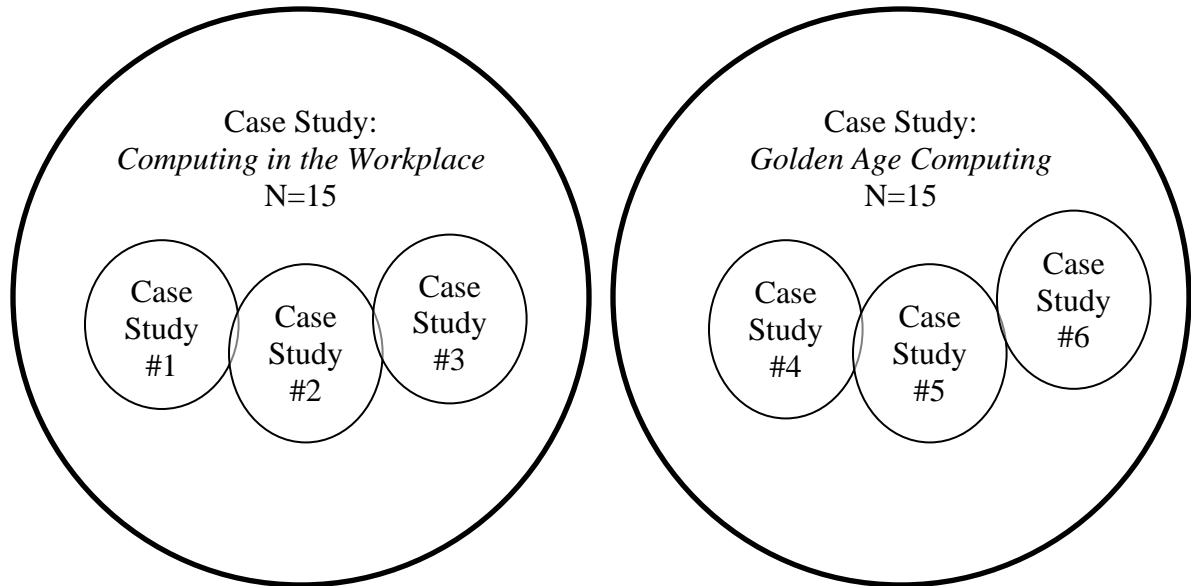 Case Study:
Computing in the Workplace
N=15
Case
Study
#1
Case
Study
#2
Case
Study
#3
Case Study:
Golden Age Computing
N=15
Case
Study
#4
Case
Study
#5
Case
Study
#6